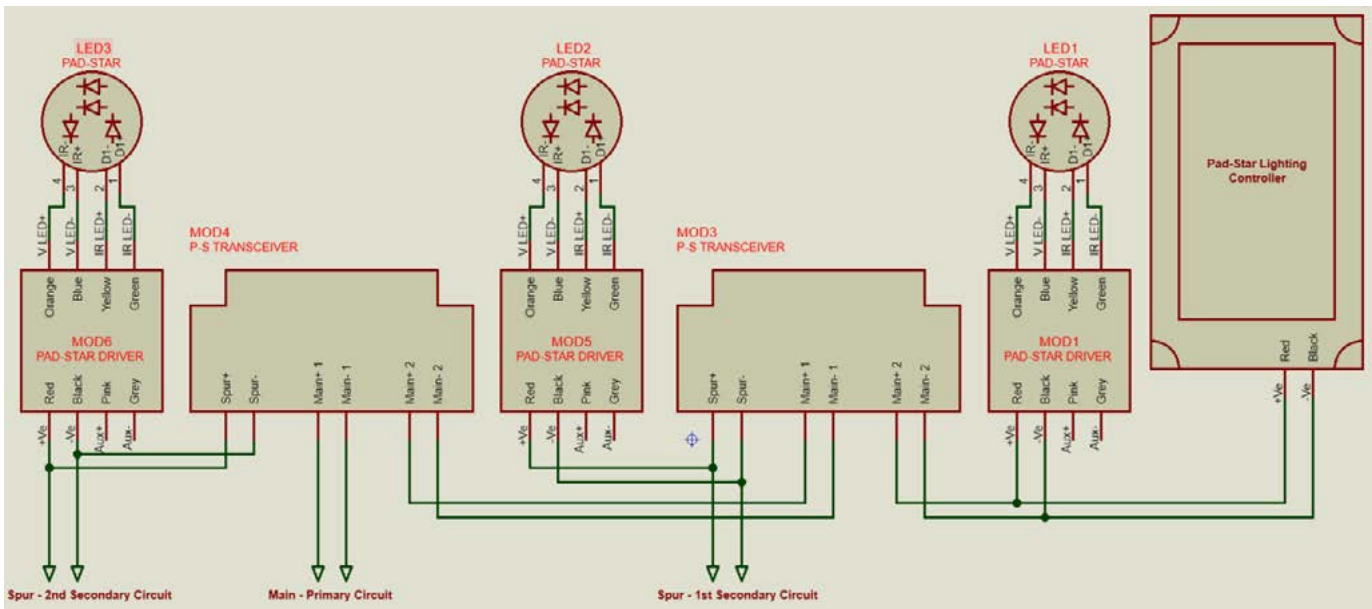 LED3
PAD-STAR
LED2
PAD-STAR
LED1
PAD-STAR
IR-
IR+
D1-
D1+
IR-
IR+
D1-
D1+
IR-
IR+
D1-
D1+
4
3
2
1
4
3
2
1
4
3
2
1
Pad-Star Lighting
Controller
V LED+
V LED-
IR LED+
IR LED-
MOD4
P-S TRANSCEIVER
V LED+
V LED-
IR LED+
IR LED-
MOD3
P-S TRANSCEIVER
V LED+
V LED-
IR LED+
IR LED-
Orange
Blue
Yellow
Green
Orange
Blue
Yellow
Green
Orange
Blue
Yellow
Green
MOD6
PAD-STAR DRIVER
MOD5
PAD-STAR DRIVER
MOD1
PAD-STAR DRIVER
Red
Black
Pink
Grey
Spur+
Spur-
Main+ 1
Main- 1
Main+ 2
Main- 2
Red
Black
Pink
Grey
Spur+
Spur-
Main+ 1
Main- 1
Main+ 2
Main- 2
Red
Black
Pink
Grey
Red
Black
+Ve
-Ve
Aux+
Aux-
+Ve
-Ve
Aux+
Aux-
+Ve
-Ve
Aux+
Aux-
+Ve
-Ve
Spur - 2nd Secondary Circuit
Main - Primary Circuit
Spur - 1st Secondary Circuit